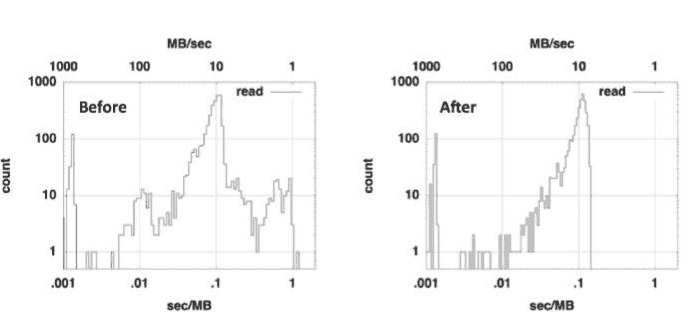 MB/sec
1000 100 10 1
1000
100
10
1
count
Before
read
.001 .01 .1 1
sec/MB
MB/sec
1000 100 10 1
1000
100
10
1
count
After
read
.001 .01 .1 1
sec/MB